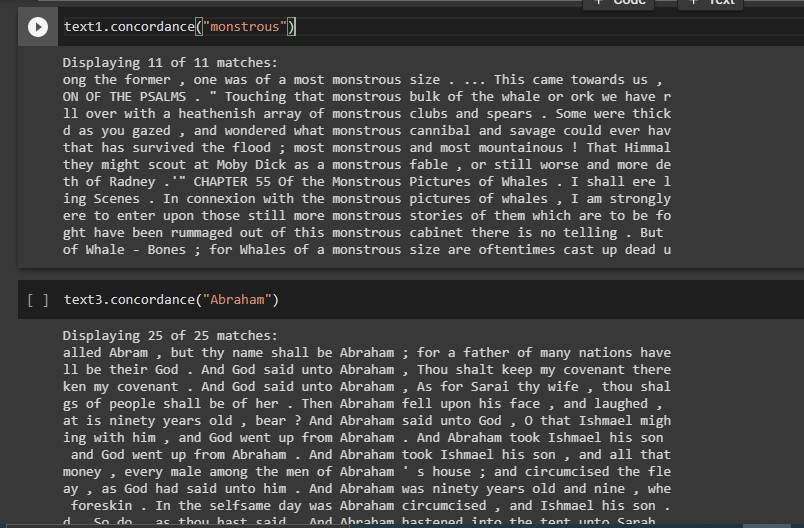 + Code + Text
text1.concordance("monstrous")
Displaying 11 of 11 matches:
ong the former , one was of a most monstrous size . ... This came towards us ,
ON OF THE PSALMS . " Touching that monstrous bulk of the whale or ork we have r
ll over with a heathenish array of monstrous clubs and spears . Some were thick
d as you gazed , and wondered what monstrous cannibal and savage could ever hav
that has survived the flood ; most monstrous and most mountainous ! That Himmal
they might scout at Moby Dick as a monstrous fable , or still worse and more de
th of Radney .'" CHAPTER 55 Of the Monstrous Pictures of Whales . I shall ere l
ing Scenes . In connexion with the monstrous pictures of whales , I am strongly
ere to enter upon those still more monstrous stories of them which are to be fo
ght have been rummaged out of this monstrous cabinet there is no telling . But
of Whale - Bones ; for Whales of a monstrous size are oftentimes cast up dead u
[ ] text3.concordance("Abraham")
Displaying 25 of 25 matches:
alled Abram , but thy name shall be Abraham ; for a father of many nations have
ll be their God . And God said unto Abraham , Thou shalt keep my covenant there
ken my covenant . And God said unto Abraham , As for Sarai thy wife , thou shal
gs of people shall be of her . Then Abraham fell upon his face , and laughed ,
at is ninety years old , bear ? And Abraham said unto God , O that Ishmael migh
ing with him , and God went up from Abraham . And Abraham took Ishmael his son
and God went up from Abraham . And Abraham took Ishmael his son , and all that
money , every male among the men of Abraham ' s house ; and circumcised the fle
ay , as God had said unto him . And Abraham was ninety years old and nine , whe
foreskin . In the selfsame day was Abraham circumcised , and Ishmael his son .
d . So do , as thou hast said . And Abraham hastened into the tent unto Sarah